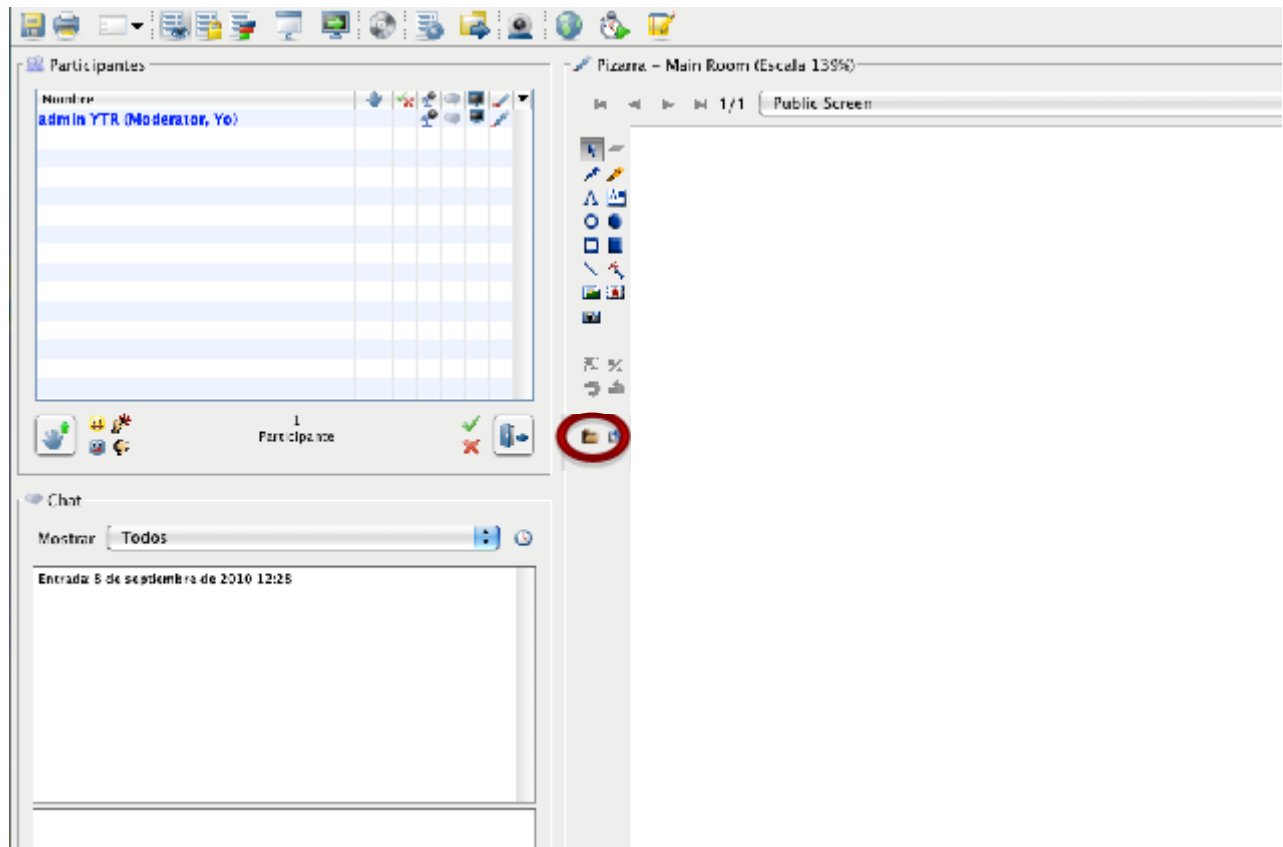 Participantes
Nombre
admin YTR (Moderator, Yo)
1
Participante
Chat
Mostrar Todos
Entrada: 8 de septiembre de 2010 12:28
Pizarra – Main Room (Escala 139%)
1/1 Public Screen